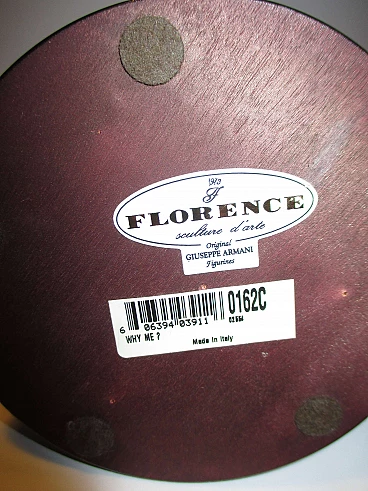 1973
FLORENCE
sculture d'arte
Original
GIUSEPPE ARMANI
Figurines
0162C
6 06394 03911
WHY ME ?
Made in Italy